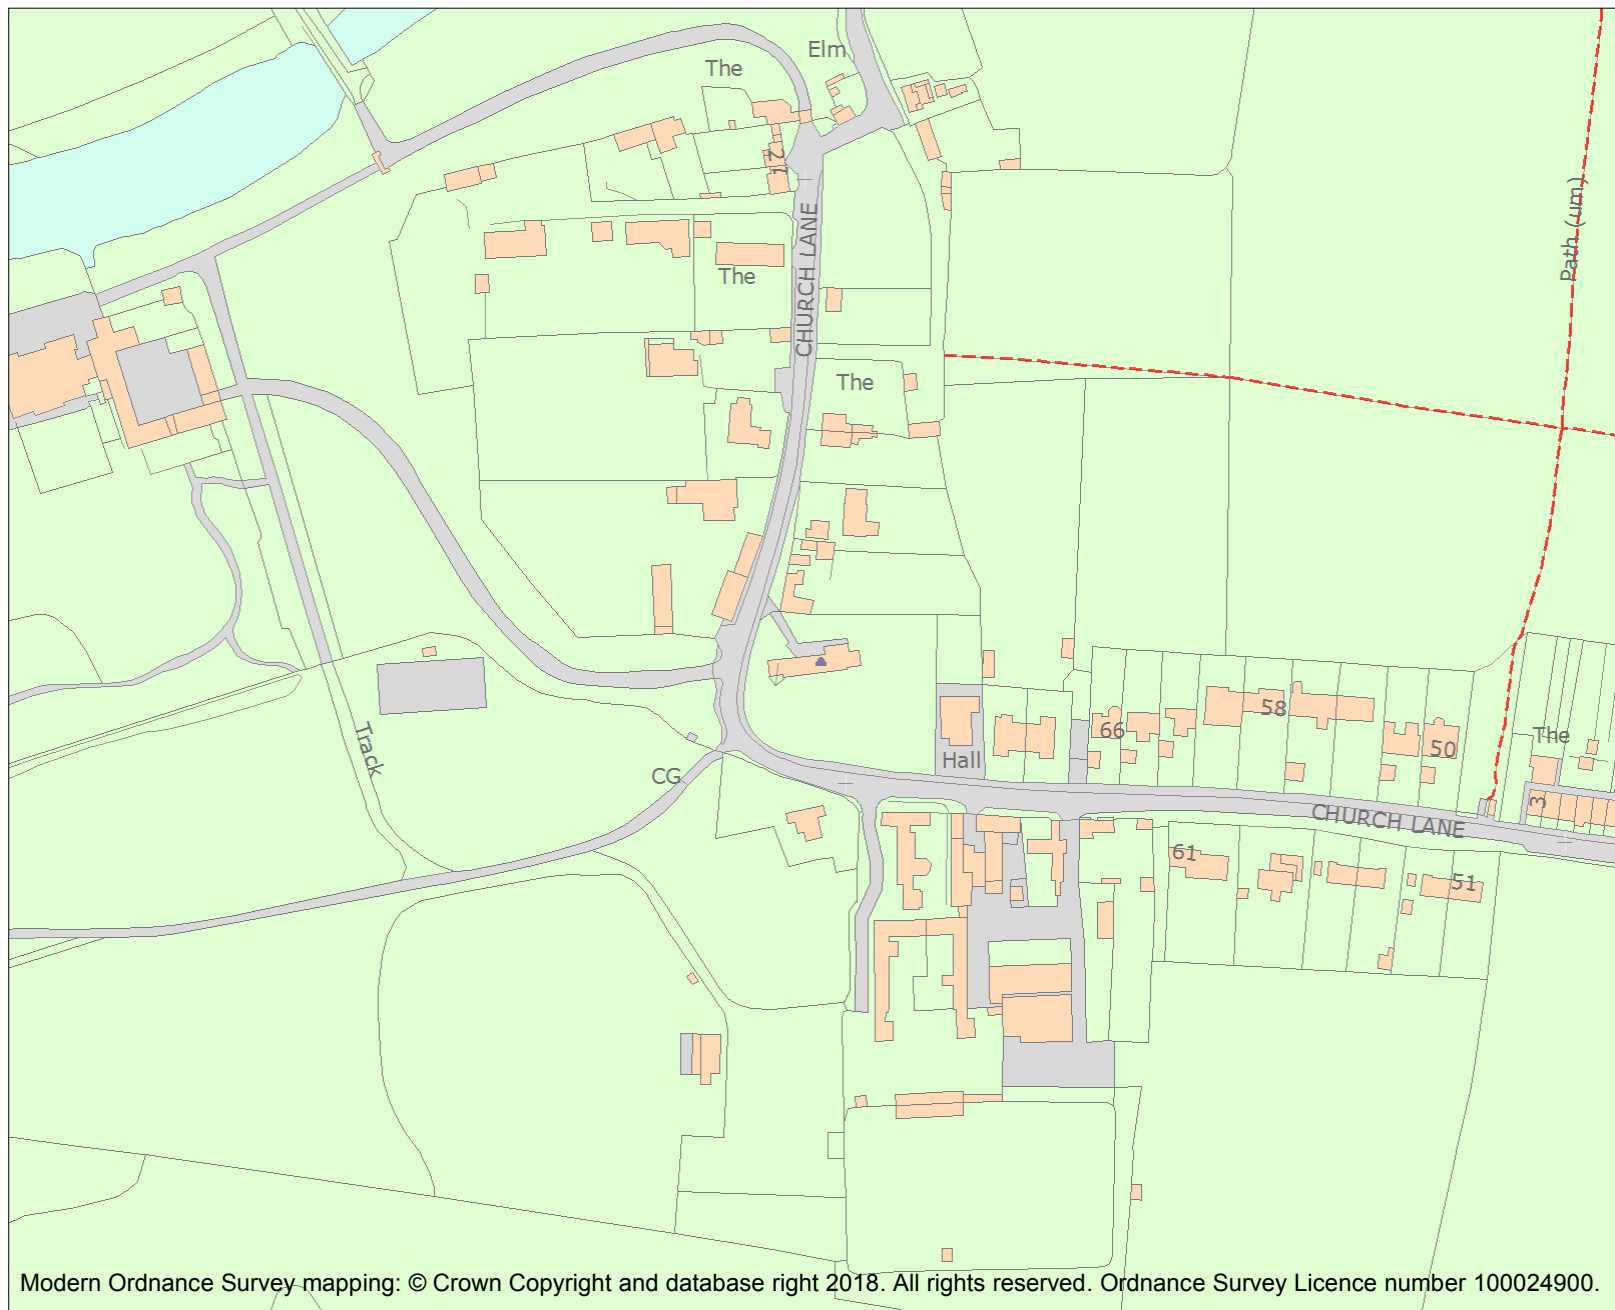 Elm
The
21
CHURCH LANE
The
Path (um)
The
Track
CG
Hall
66
58
50
The
3
CHURCH LANE
61
51
Modern Ordnance Survey mapping: © Crown Copyright and database right 2018. All rights reserved. Ordnance Survey Licence number 100024900.